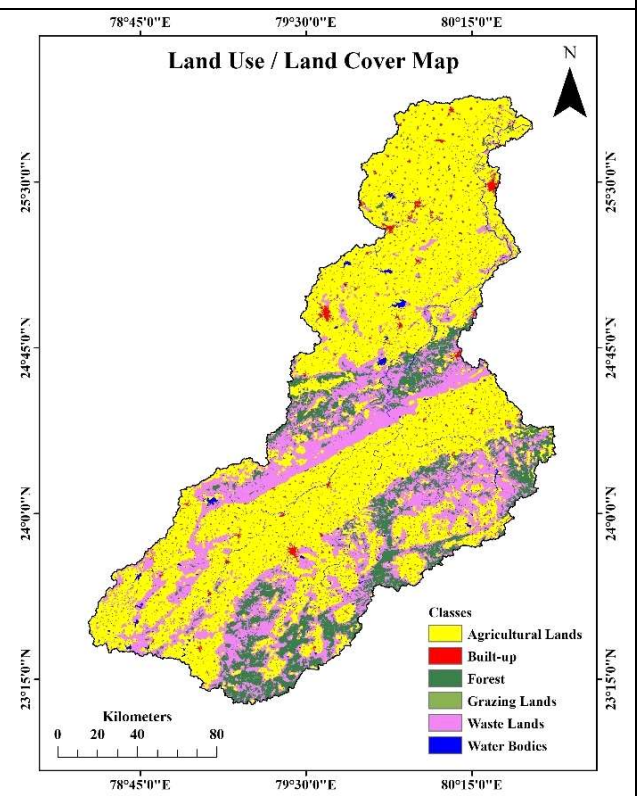 78°45'0"E 79°30'0"E 80°15'0"E
Land Use / Land Cover Map
N
25°30'0"N 25°30'0"N
24°45'0"N 24°45'0"N
24°0'0"N 24°0'0"N
23°15'0"N 23°15'0"N
Classes
Agricultural Lands
Built-up
Forest
Grazing Lands
Waste Lands
Water Bodies
Kilometers
0 20 40 80
78°45'0"E 79°30'0"E 80°15'0"E